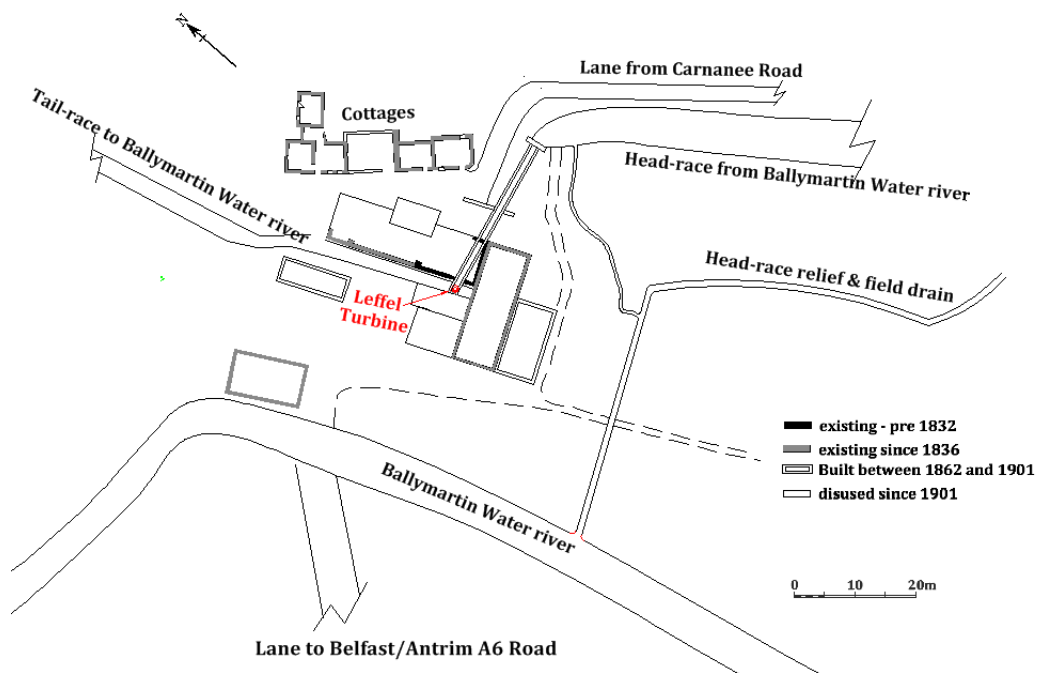 N
Lane from Carnanee Road
Cottages
Tail-race to Ballymartin Water river
Head-race from Ballymartin Water river
Head-race relief & field drain
Leffel
Turbine
existing - pre 1832
existing since 1836
Built between 1862 and 1901
disused since 1901
Ballymartin Water river
0 10 20m
Lane to Belfast/Antrim A6 Road